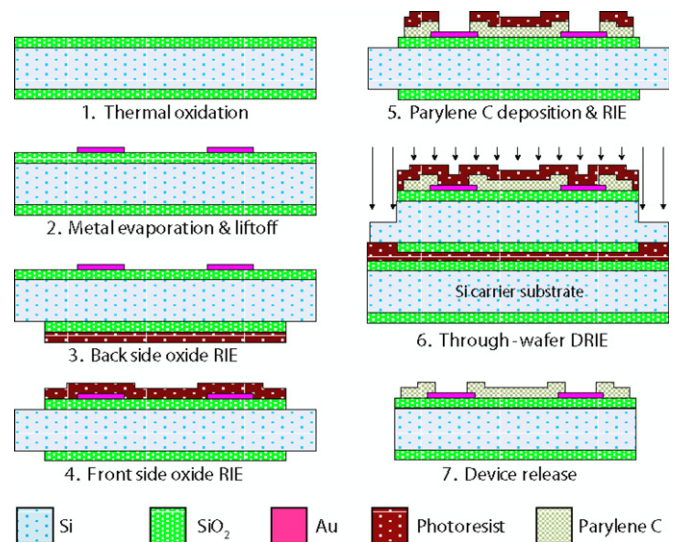 1. Thermal oxidation
2. Metal evaporation & liftoff
3. Back side oxide RIE
4. Front side oxide RIE
5. Parylene C deposition & RIE
Si carrier substrate
6. Through-wafer DRIE
7. Device release
Si
SiO₂
Au
Photoresist
Parylene C